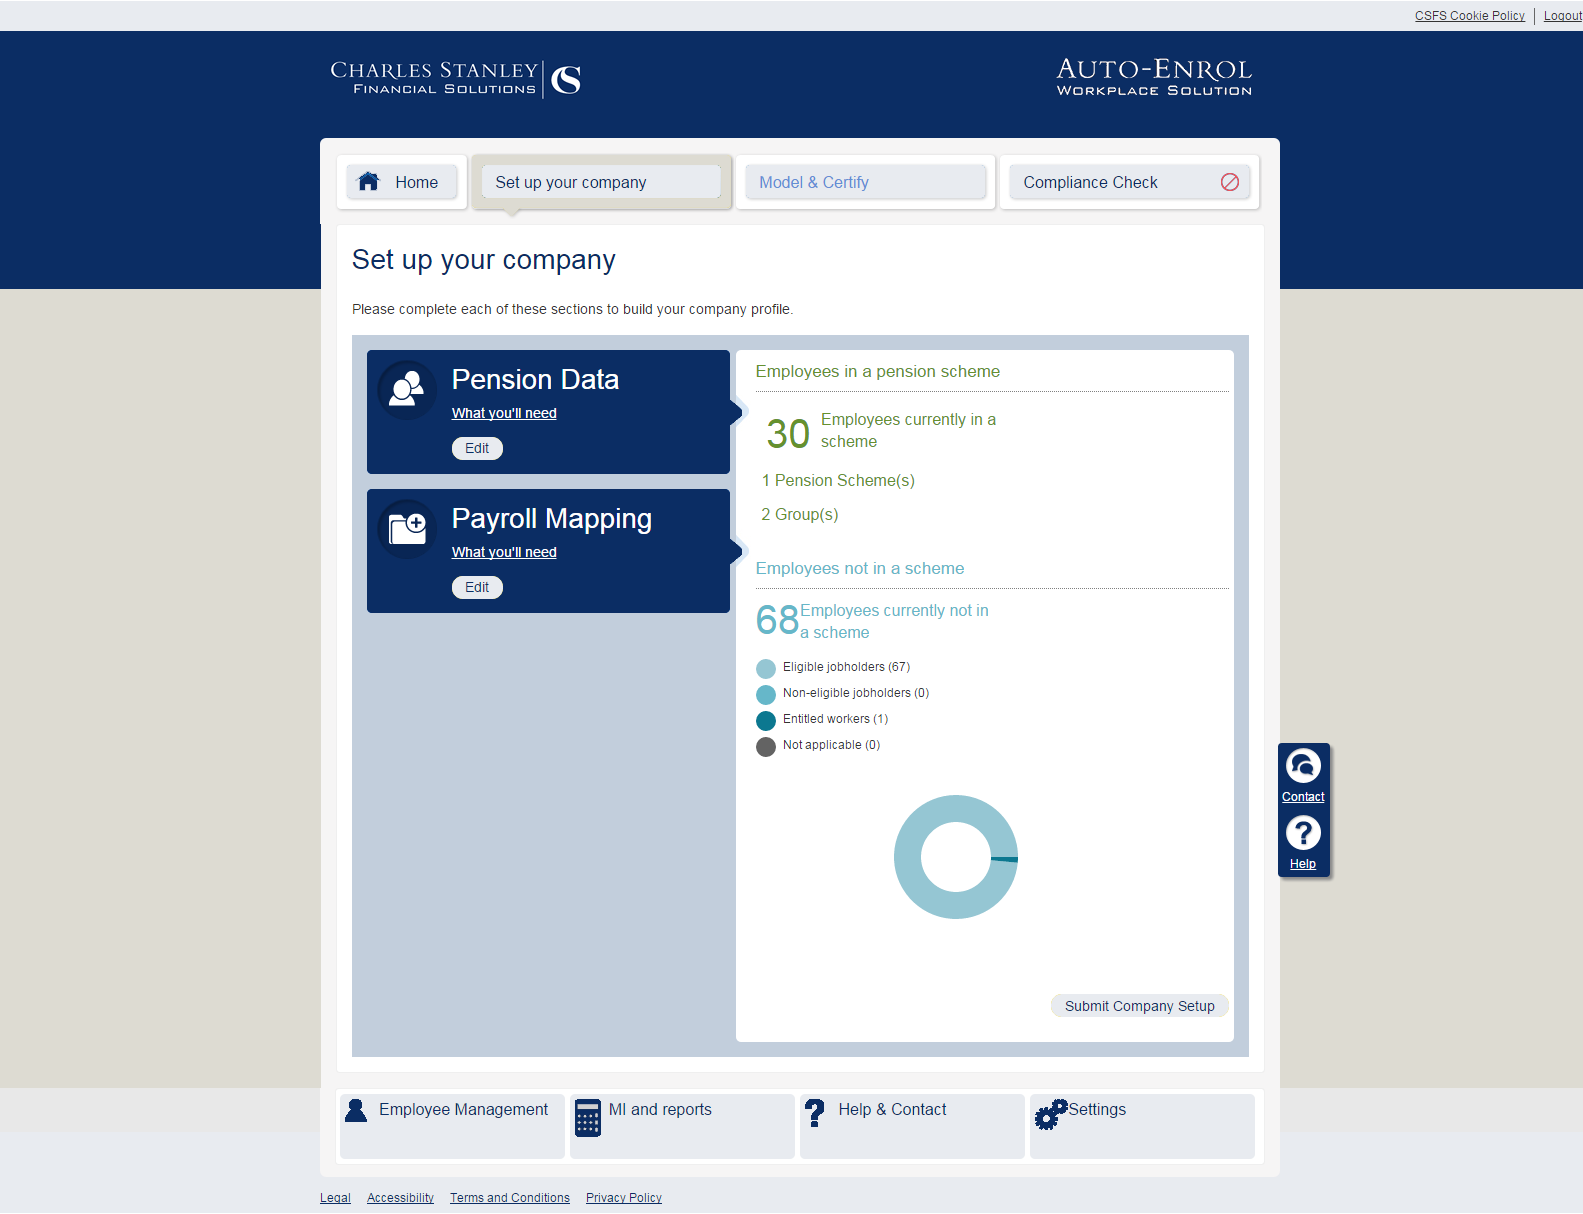 CSFS Cookie Policy
Logout
CHARLES STANLEY
FINANCIAL SOLUTIONS
AUTO-ENROL
WORKPLACE SOLUTION
Home
Set up your company
Model & Certify
Compliance Check
Set up your company
Please complete each of these sections to build your company profile.
Pension Data
What you'll need
Edit
Payroll Mapping
What you'll need
Edit
Employees in a pension scheme
30
Employees currently in a
scheme
1 Pension Scheme(s)
2 Group(s)
Employees not in a scheme
68
Employees currently not in
a scheme
Eligible jobholders (67)
Non-eligible jobholders (0)
Entitled workers (1)
Not applicable (0)
Submit Company Setup
Contact
Help
Employee Management
MI and reports
Help & Contact
Settings
Legal
Accessibility
Terms and Conditions
Privacy Policy